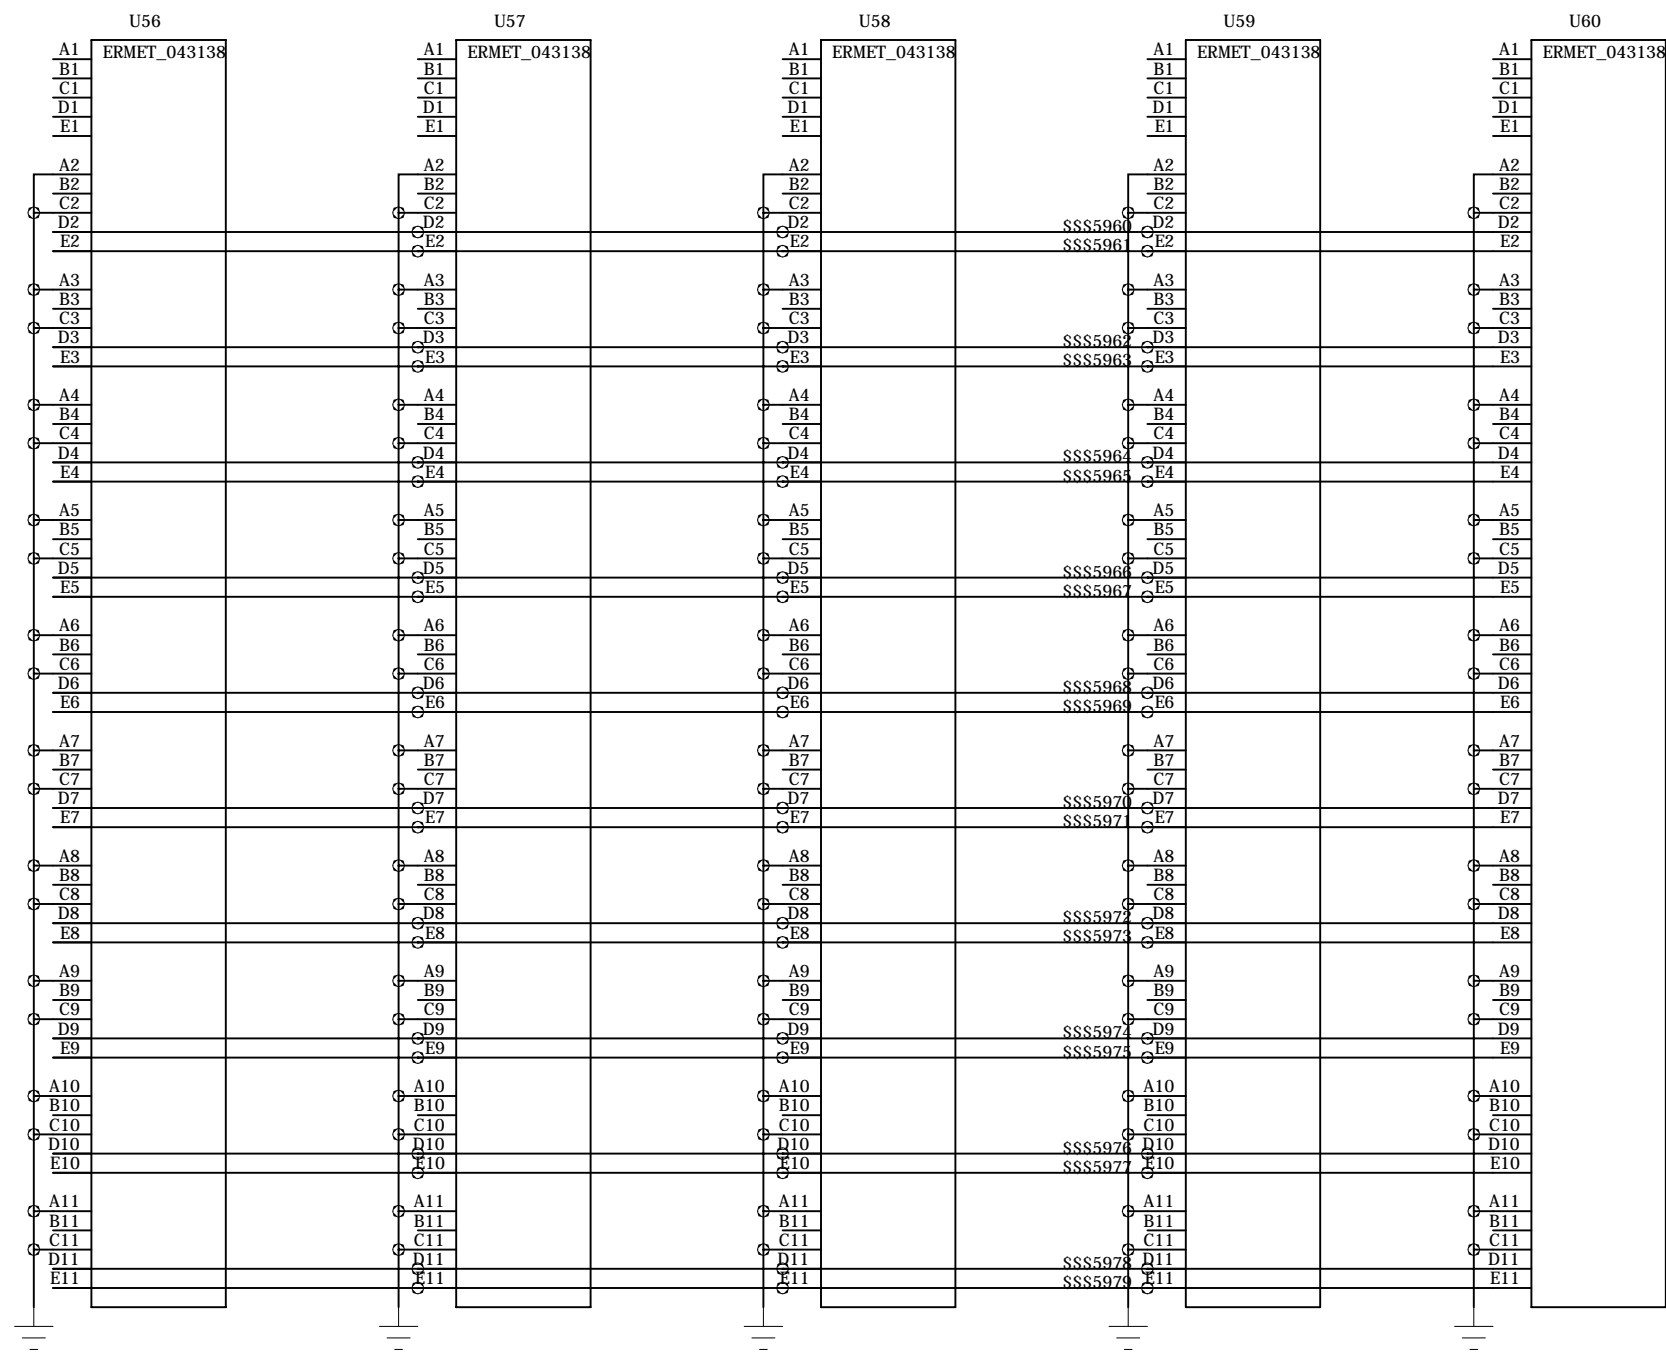 U56 U57 U58 U59 U60
A1 ERMET_043138 A1 ERMET_043138 A1 ERMET_043138 A1 ERMET_043138 A1 ERMET_043138
B1 B1 B1 B1 B1
C1 C1 C1 C1 C1
D1 D1 D1 D1 D1
E1 E1 E1 E1 E1
A2 A2 A2 A2 A2
B2 B2 B2 B2 B2
C2 C2 C2 C2 C2
D2 D2 D2 SSS5960 D2 D2
E2 E2 E2 SSS5961 E2 E2
A3 A3 A3 A3 A3
B3 B3 B3 B3 B3
C3 C3 C3 C3 C3
D3 D3 D3 SSS5962 D3 D3
E3 E3 E3 SSS5963 E3 E3
A4 A4 A4 A4 A4
B4 B4 B4 B4 B4
C4 C4 C4 C4 C4
D4 D4 D4 SSS5964 D4 D4
E4 E4 E4 SSS5965 E4 E4
A5 A5 A5 A5 A5
B5 B5 B5 B5 B5
C5 C5 C5 C5 C5
D5 D5 D5 SSS5966 D5 D5
E5 E5 E5 SSS5967 E5 E5
A6 A6 A6 A6 A6
B6 B6 B6 B6 B6
C6 C6 C6 C6 C6
D6 D6 D6 SSS5968 D6 D6
E6 E6 E6 SSS5969 E6 E6
A7 A7 A7 A7 A7
B7 B7 B7 B7 B7
C7 C7 C7 C7 C7
D7 D7 D7 SSS5970 D7 D7
E7 E7 E7 SSS5971 E7 E7
A8 A8 A8 A8 A8
B8 B8 B8 B8 B8
C8 C8 C8 C8 C8
D8 D8 D8 SSS5972 D8 D8
E8 E8 E8 SSS5973 E8 E8
A9 A9 A9 A9 A9
B9 B9 B9 B9 B9
C9 C9 C9 C9 C9
D9 D9 D9 SSS5974 D9 D9
E9 E9 E9 SSS5975 E9 E9
A10 A10 A10 A10 A10
B10 B10 B10 B10 B10
C10 C10 C10 C10 C10
D10 D10 D10 SSS5976 D10 D10
E10 E10 E10 SSS5977 E10 E10
A11 A11 A11 A11 A11
B11 B11 B11 B11 B11
C11 C11 C11 C11 C11
D11 D11 D11 SSS5978 D11 D11
E11 E11 E11 SSS5979 E11 E11